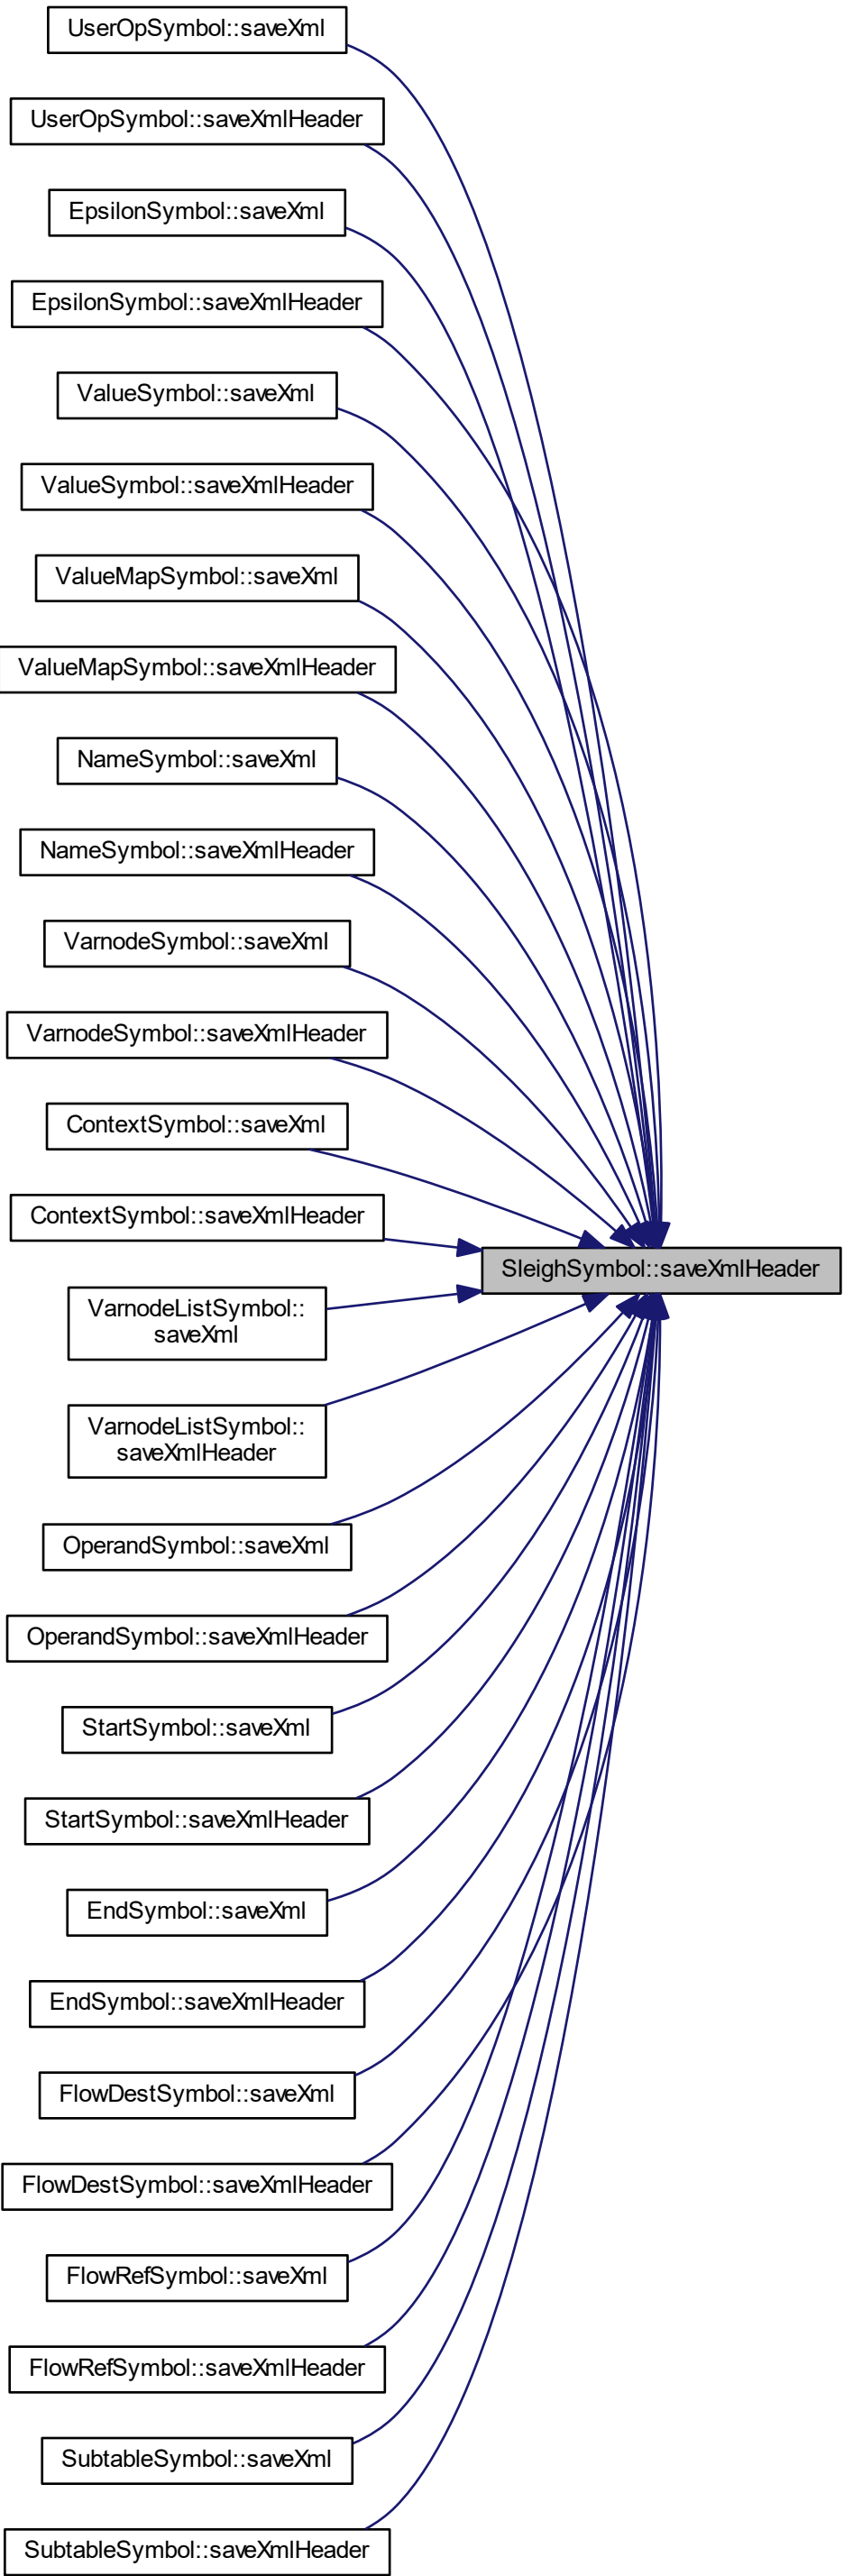 UserOpSymbol::saveXml
UserOpSymbol::saveXmlHeader
EpsilonSymbol::saveXml
EpsilonSymbol::saveXmlHeader
ValueSymbol::saveXml
ValueSymbol::saveXmlHeader
ValueMapSymbol::saveXml
ValueMapSymbol::saveXmlHeader
NameSymbol::saveXml
NameSymbol::saveXmlHeader
VarnodeSymbol::saveXml
VarnodeSymbol::saveXmlHeader
ContextSymbol::saveXml
ContextSymbol::saveXmlHeader
SleighSymbol::saveXmlHeader
VarnodeListSymbol::
saveXml
VarnodeListSymbol::
saveXmlHeader
OperandSymbol::saveXml
OperandSymbol::saveXmlHeader
StartSymbol::saveXml
StartSymbol::saveXmlHeader
EndSymbol::saveXml
EndSymbol::saveXmlHeader
FlowDestSymbol::saveXml
FlowDestSymbol::saveXmlHeader
FlowRefSymbol::saveXml
FlowRefSymbol::saveXmlHeader
SubtableSymbol::saveXml
SubtableSymbol::saveXmlHeader